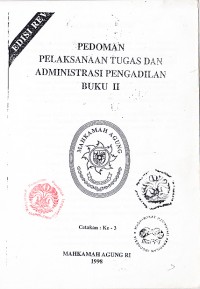 EDISI REV
PEDOMAN
PELAKSANAAN TUGAS DAN
ADMINISTRASI PENGADILAN
BUKU II
MAHKAMAH AGUNG
Cetakan : Ke - 3
MAHKAMAH AGUNG RI
1998